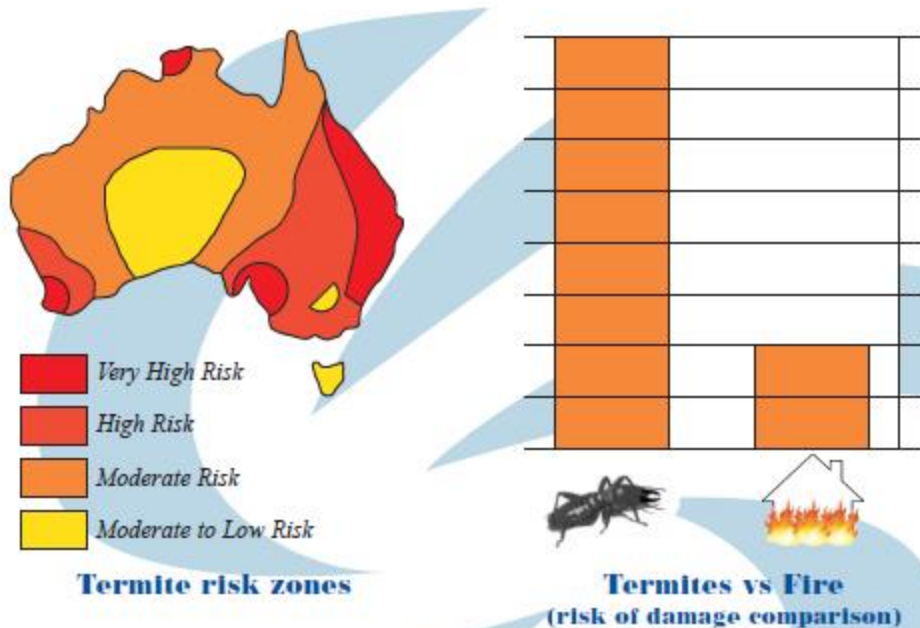 Very High Risk
High Risk
Moderate Risk
Moderate to Low Risk
Termite risk zones
Termites vs Fire
(risk of damage comparison)